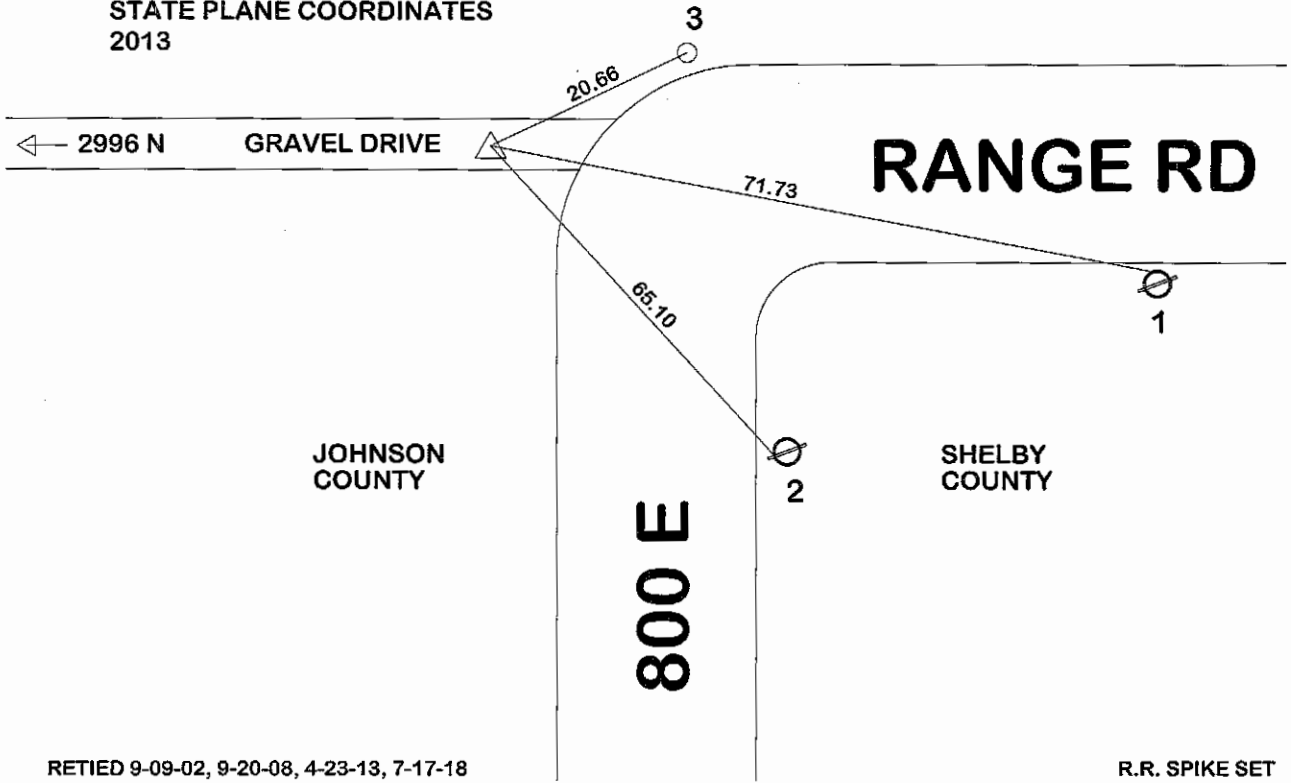 STATE PLANE COORDINATES
2013
3
20.66
2996 N
GRAVEL DRIVE
RANGE RD
71.73
65.10
1
2
JOHNSON
COUNTY
SHELBY
COUNTY
800 E
RETIED 9-09-02, 9-20-08, 4-23-13, 7-17-18
R.R. SPIKE SET